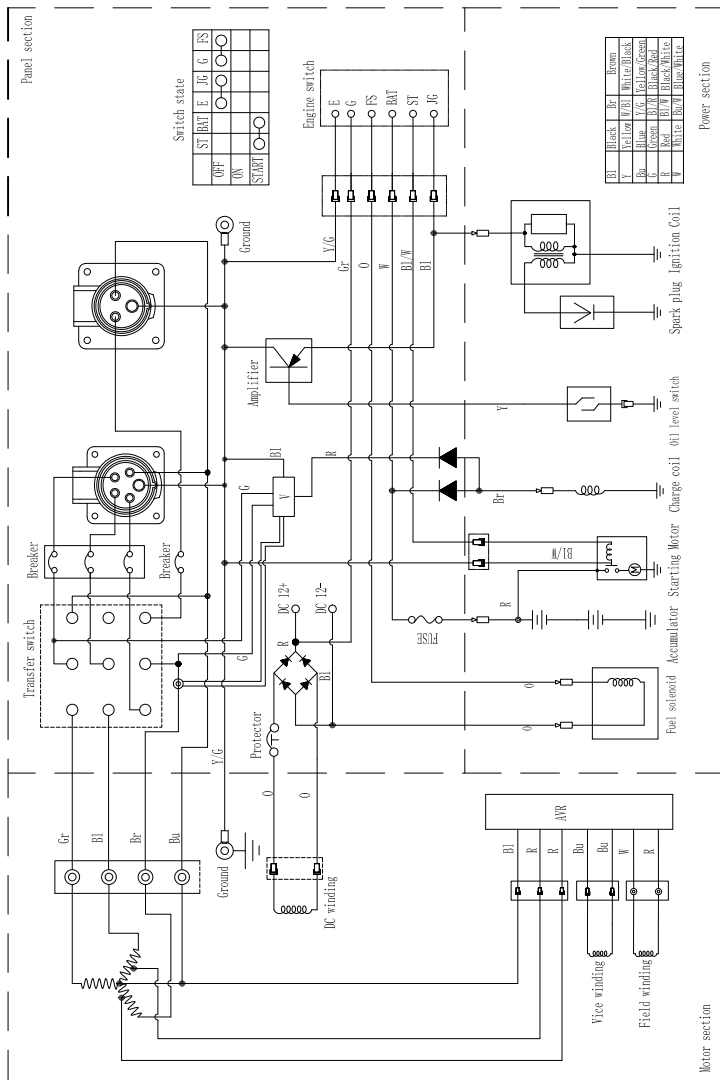 Panel section
Switch state
ST BAT E JG G FS
OFF
ON
START
Engine switch
E
G
FS
BAT
ST
JG
Bl Black Br Brown
Y Yellow W/Bl White/Black
Bu Blue Y/G Yellow/Green
G Green Bl/R Black/Red
R Red Bl/W Black/White
W White Bu/W Blue/White
Power section
Ground
Y/G
Gr
O
W
Bl/W
Bl
Spark plug
Ignition Coil
Amplifier
Y
Oil level switch
Bl
G
V
R
Br
Charge coil
Breaker
Breaker
Bl/W
Starting Motor
M
Transfer switch
G
DC 12+
DC 12-
R
Bl
FUSE
R
Accumulator
Protector
O
O
Fuel solenoid
Y/G
O
O
Gr
Bl
Br
Bu
Ground
DC winding
AVR
Bl
R
R
Bu
Bu
W
R
Vice winding
Field winding
Motor section